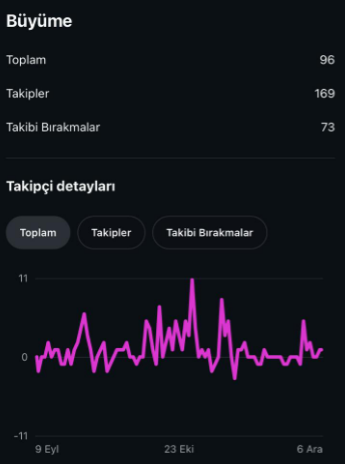 Büyüme
Toplam 96
Takipler 169
Takibi Bırakmalar 73
Takipçi detayları
Toplam Takipler Takibi Bırakmalar
11
0
-11
9 Eyl 23 Eki 6 Ara